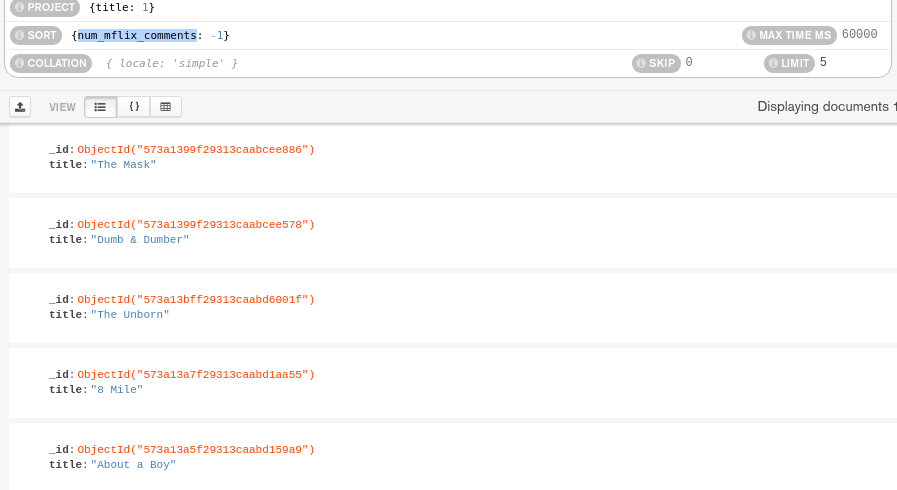 PROJECT {title: 1}
SORT {num_mflix_comments: -1} MAX TIME MS 60000
COLLATION { locale: 'simple' } SKIP 0 LIMIT 5
VIEW {} Displaying documents 1
_id: ObjectId("573a1399f29313caabcee886")
title: "The Mask"
_id: ObjectId("573a1399f29313caabcee578")
title: "Dumb & Dumber"
_id: ObjectId("573a13bff29313caabd6001f")
title: "The Unborn"
_id: ObjectId("573a13a7f29313caabd1aa55")
title: "8 Mile"
_id: ObjectId("573a13a5f29313caabd159a9")
title: "About a Boy"